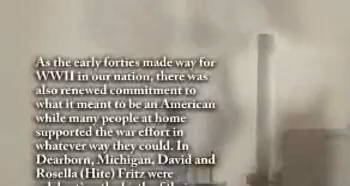 As the early forties made way for
WWII in our nation, there was
also renewed commitment to
what it meant to be an American
while many people at home
supported the war effort in
whatever way they could. In
Dearborn, Michigan, David and
Rosella (Hite) Fritz were